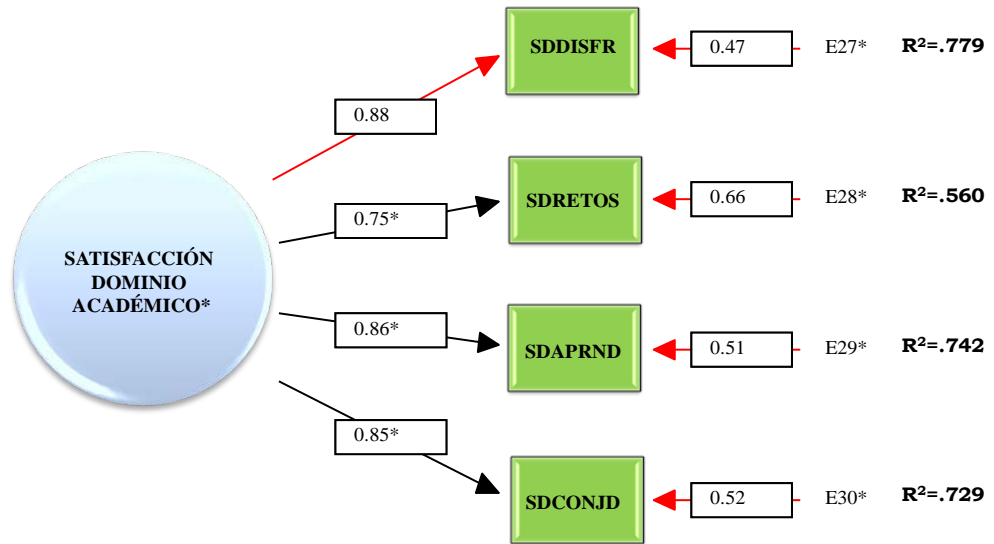 SDDISFR
0.47
E27*
R²=.779
0.88
SDRETOS
0.66
E28*
R²=.560
0.75*
SATISFACCIÓN
DOMINIO
ACADÉMICO*
0.86*
SDAPRND
0.51
E29*
R²=.742
0.85*
SDCONJD
0.52
E30*
R²=.729